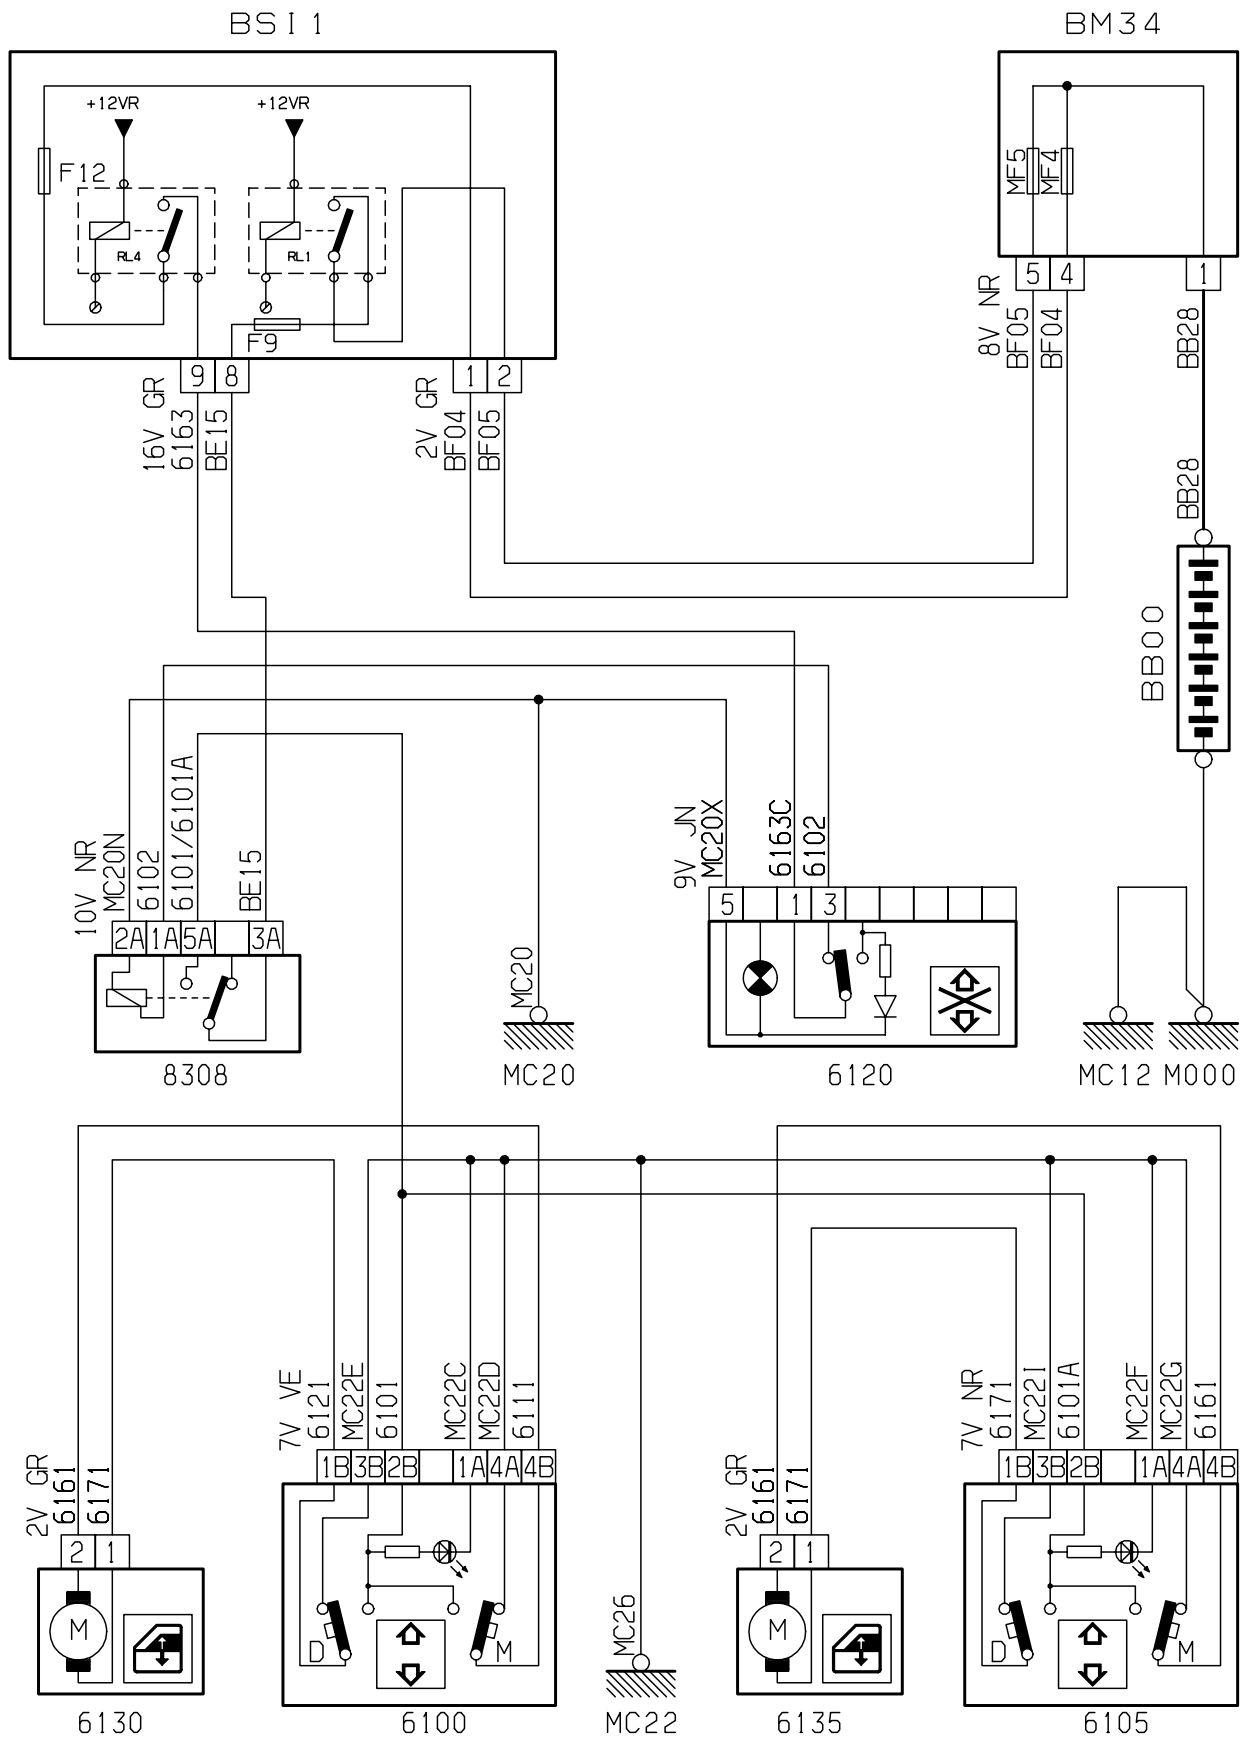 BSI1
BM34
+12VR
+12VR
F12
RL4
RL1
F9
MF5
MF4
9
8
1
2
5
4
1
16V GR
6163
BE15
2V GR
BF04
BF05
8V NR
BF05
BF04
BB28
BB28
BB00
10V NR
MC20N
6102
6101/6101A
BE15
2A
1A
5A
3A
8308
MC20
MC20
9V JN
MC20X
6163C
6102
5
1
3
6120
MC12
M000
2V GR
6161
6171
2
1
M
6130
7V VE
6121
MC22E
6101
MC22C
MC22D
6111
1B
3B
2B
1A
4A
4B
D
M
6100
MC26
MC22
2V GR
6161
6171
2
1
M
6135
7V NR
6171
MC22I
6101A
MC22F
MC22G
6161
1B
3B
2B
1A
4A
4B
D
M
6105